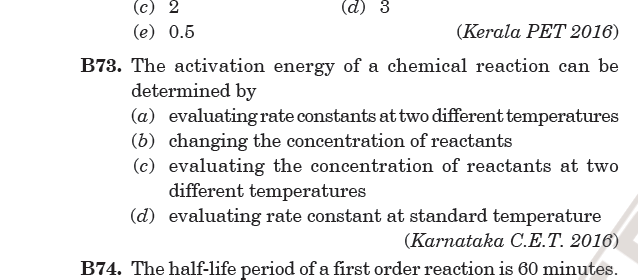 (c) 2 (d) 3
(e) 0.5 (Kerala PET 2016)
B73. The activation energy of a chemical reaction can be
determined by
(a) evaluating rate constants at two different temperatures
(b) changing the concentration of reactants
(c) evaluating the concentration of reactants at two
different temperatures
(d) evaluating rate constant at standard temperature
(Karnataka C.E.T. 2016)
B74. The half-life period of a first order reaction is 60 minutes.